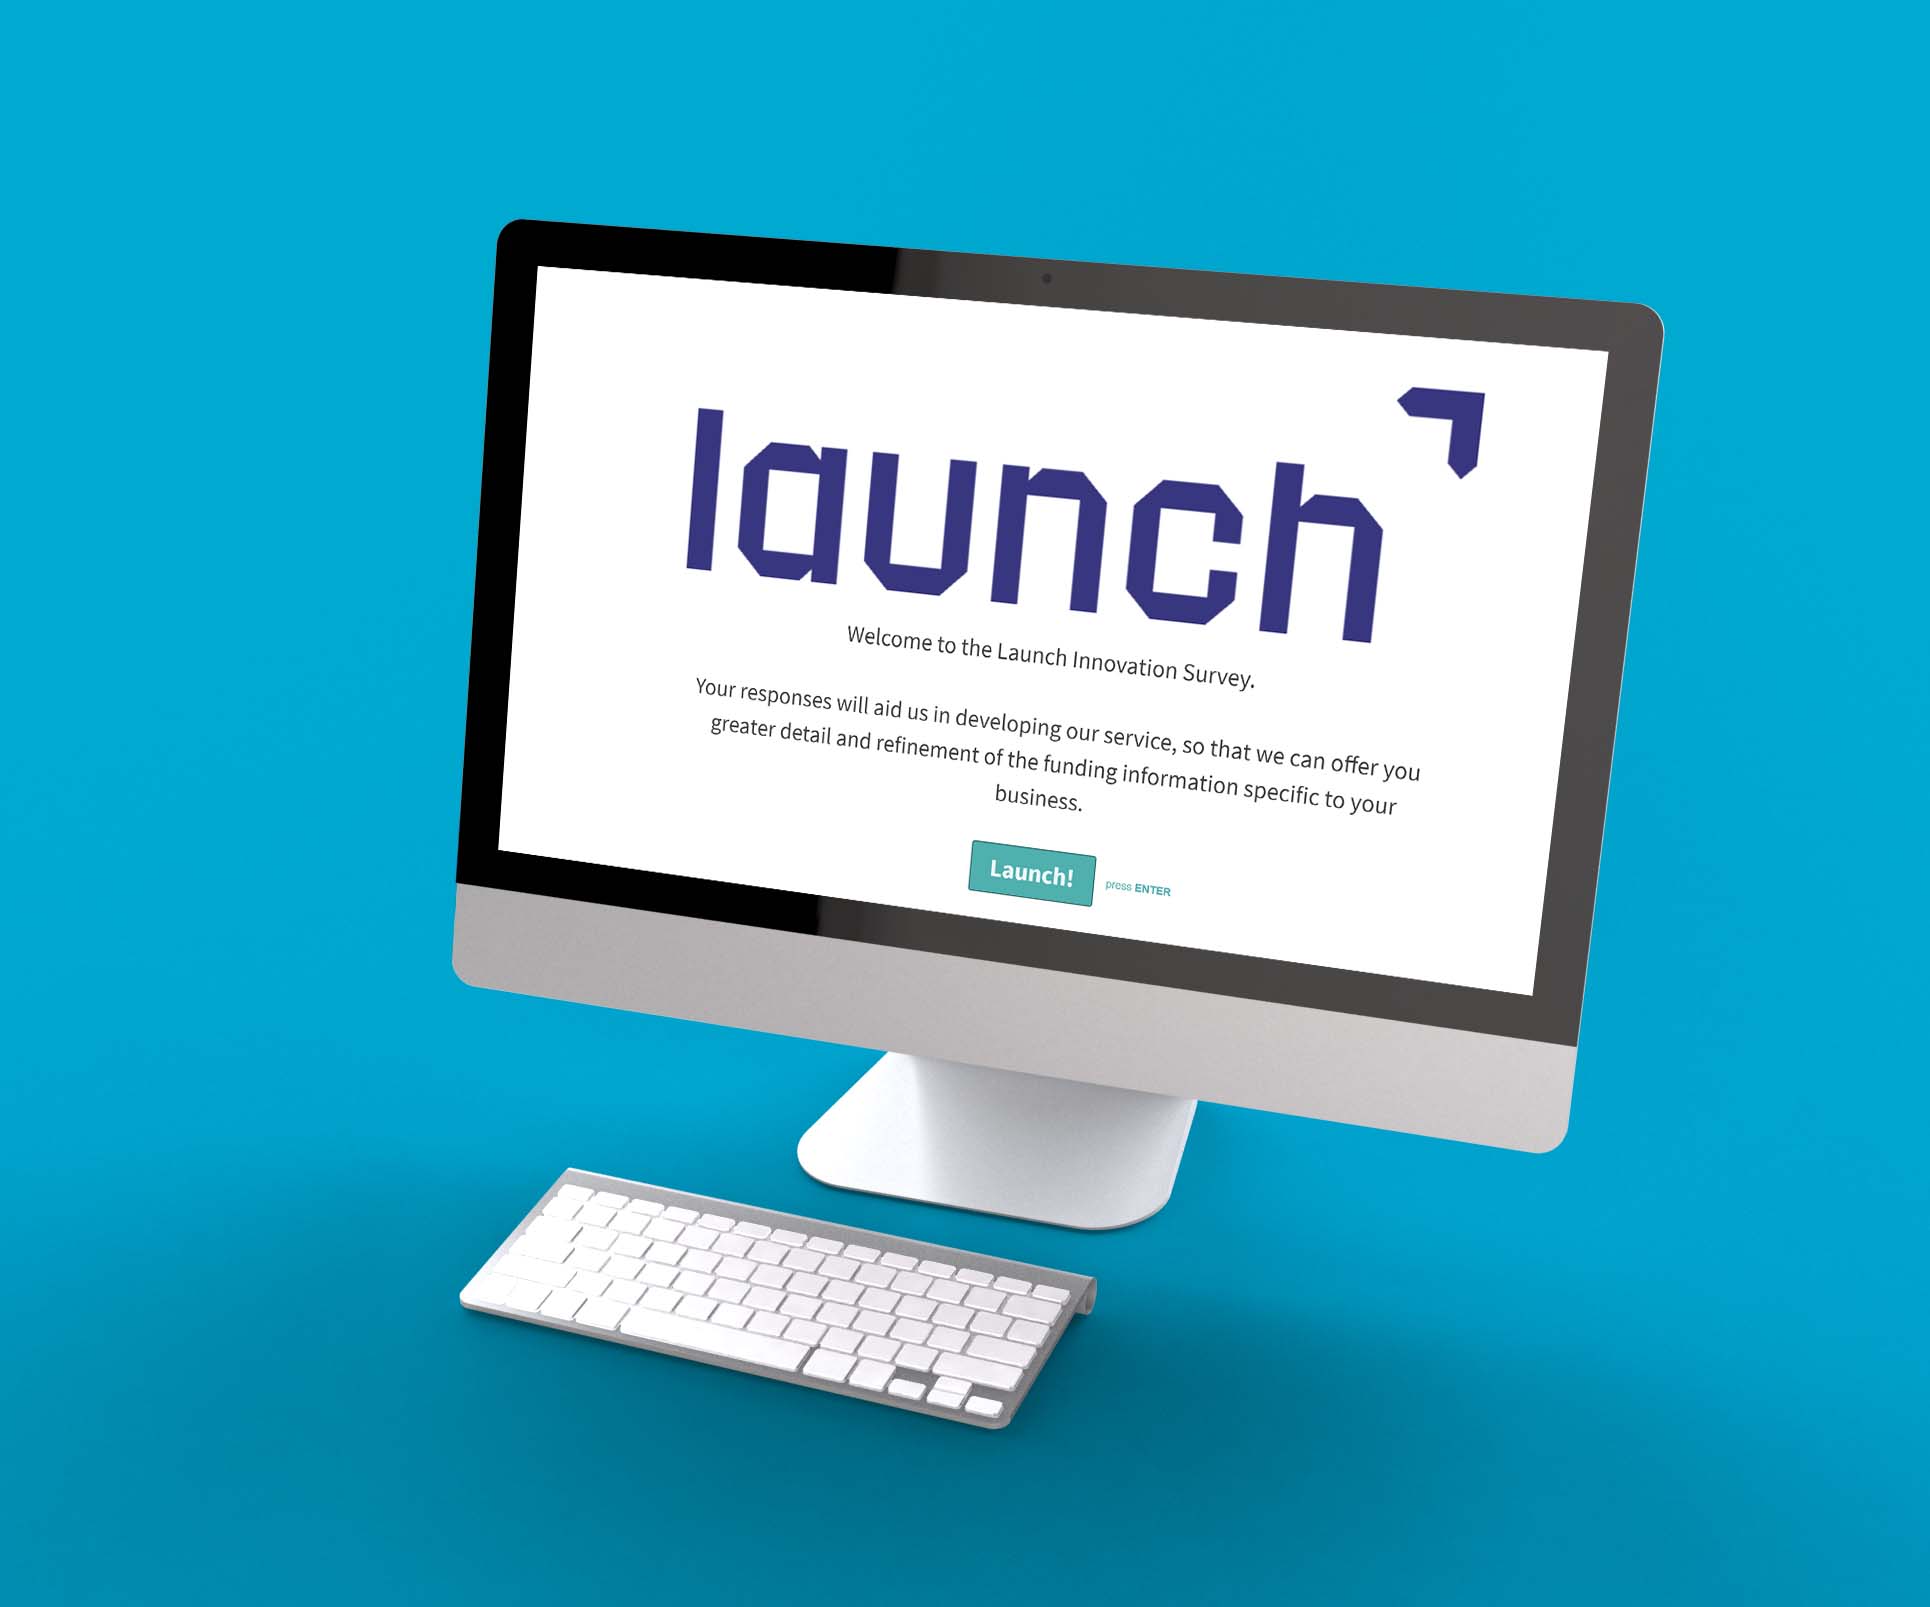 launch
Welcome to the Launch Innovation Survey.
Your responses will aid us in developing our service, so that we can offer you
greater detail and refinement of the funding information specific to your
business.
Launch!
press ENTER